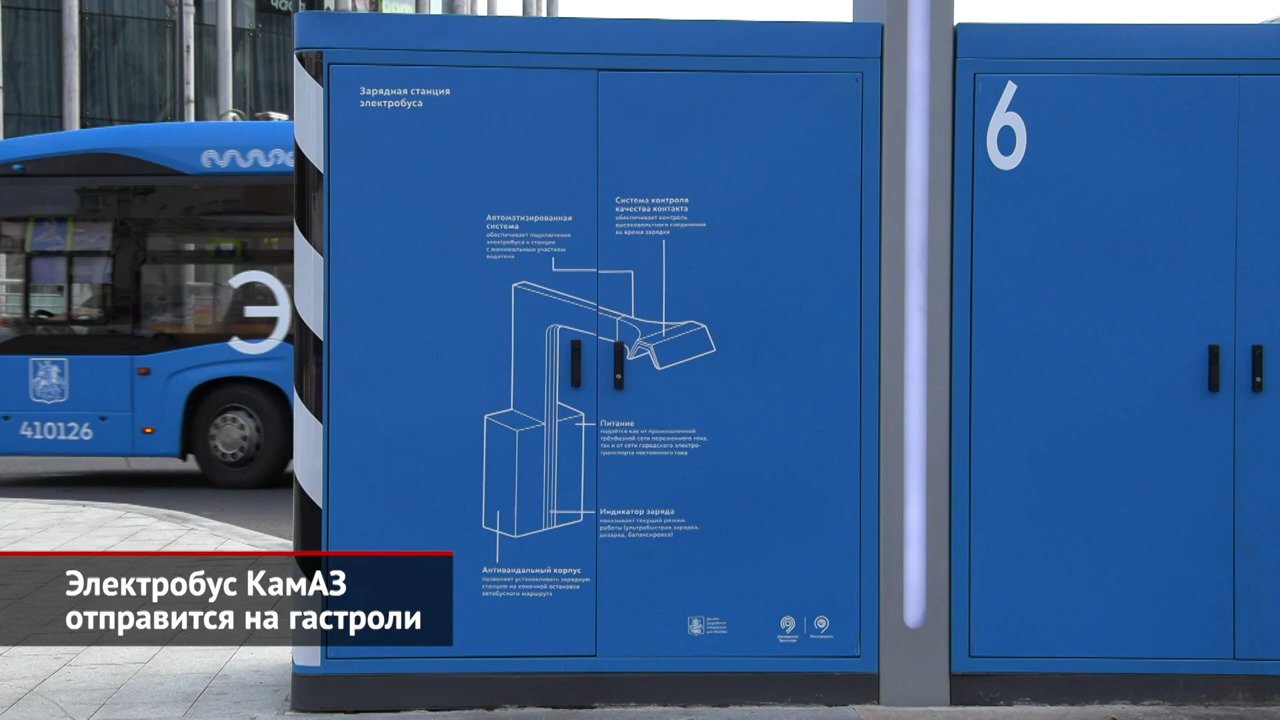 Зарядная станция
электробуса
6
Система контроля
качества контакта
обеспечивает контроль
высоковольтного соединения
во время зарядки
Автоматизированная
система
обеспечивает подключение
электробуса к станции
с минимальным участием
водителя
Э
410126
Питание
подаётся как от промышленной
трёхфазной сети переменного тока,
так и от сети городского электро-
транспорта постоянного тока
Индикатор заряда
показывает текущий режим
работы (ультрабыстрая зарядка,
дозаряд, балансировка)
Антивандальный корпус
позволяет устанавливать зарядную
станцию на конечной остановке
автобусного маршрута
Электробус КамАЗ
отправится на гастроли